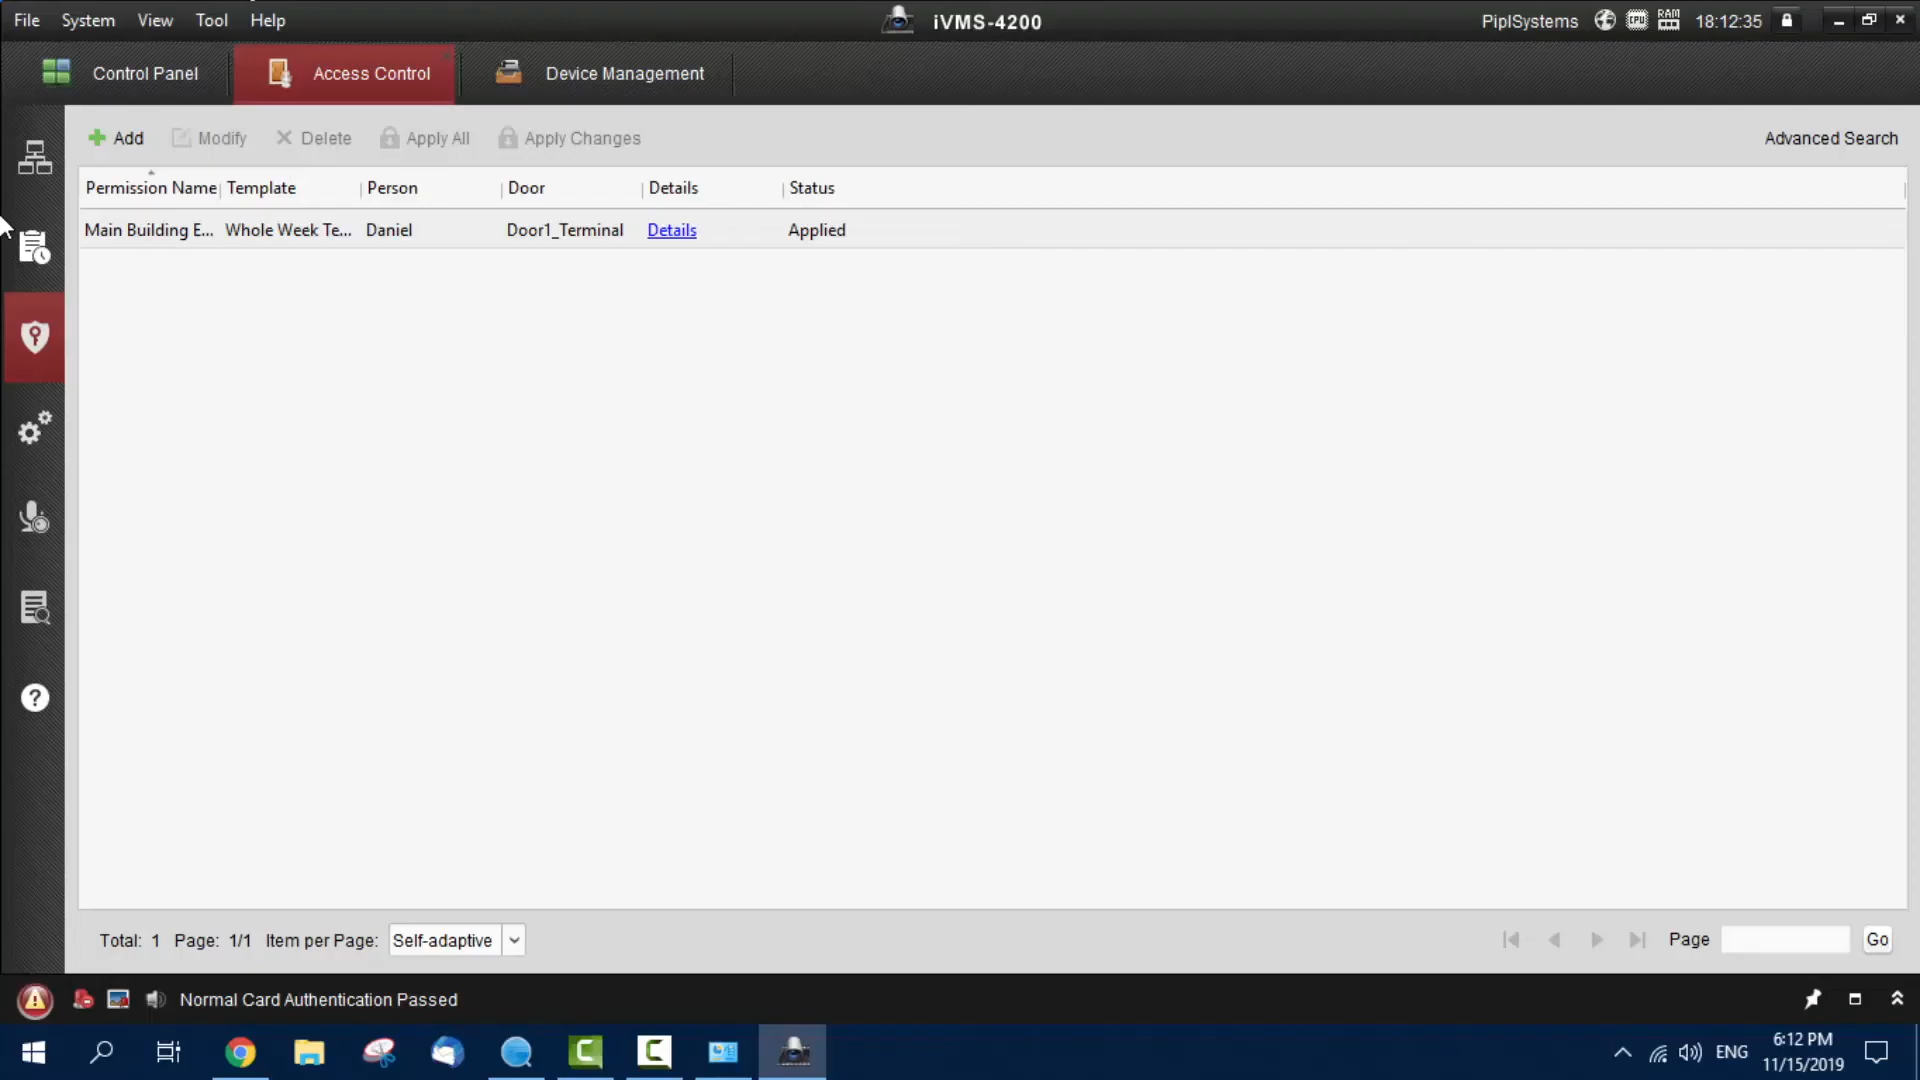 File System View Tool Help
iVMS-4200
PiplSystems CPU RAM 18:12:35
Control Panel Access Control Device Management
Add Modify Delete Apply All Apply Changes Advanced Search
Permission Name Template Person Door Details Status
Main Building E... Whole Week Te... Daniel Door1_Terminal Details Applied
Total: 1 Page: 1/1 Item per Page: Self-adaptive Page Go
Normal Card Authentication Passed
ENG
6:12 PM
11/15/2019